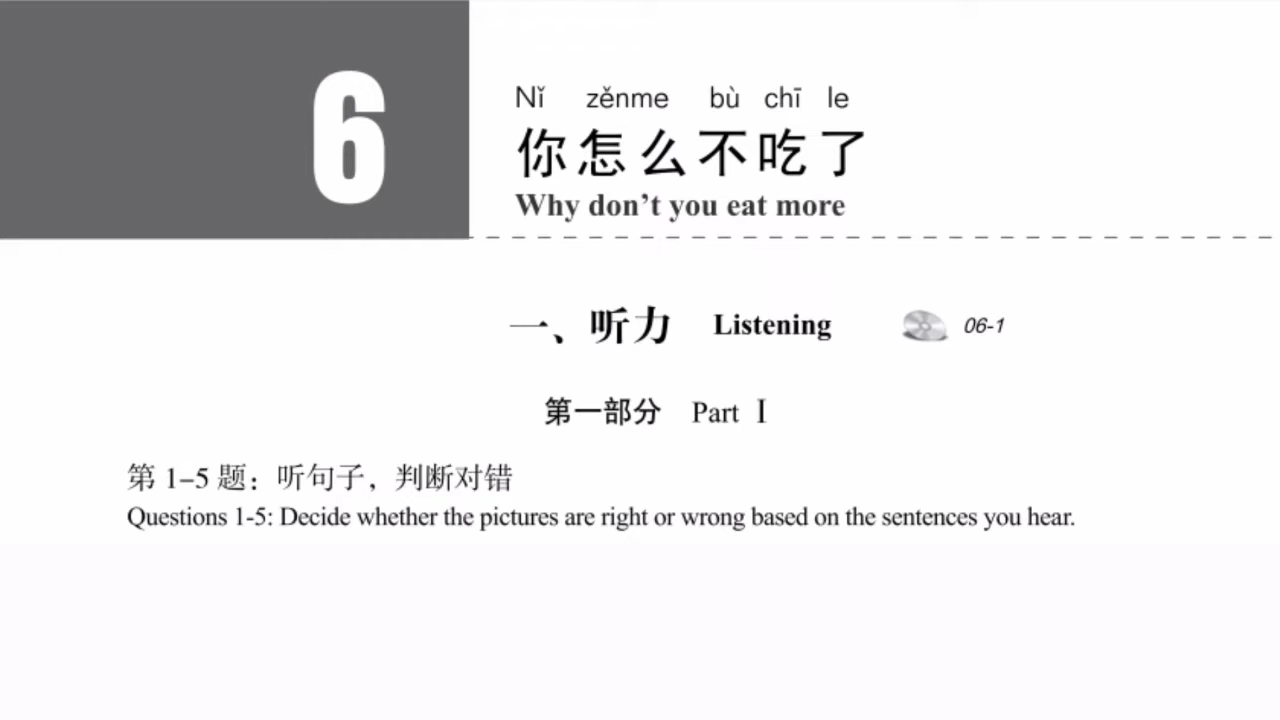 6
Nǐ zěnme bù chī le
你怎么不吃了
Why don't you eat more
一、听力 Listening 06-1
第一部分 Part Ⅰ
第 1-5 题：听句子，判断对错
Questions 1-5: Decide whether the pictures are right or wrong based on the sentences you hear.